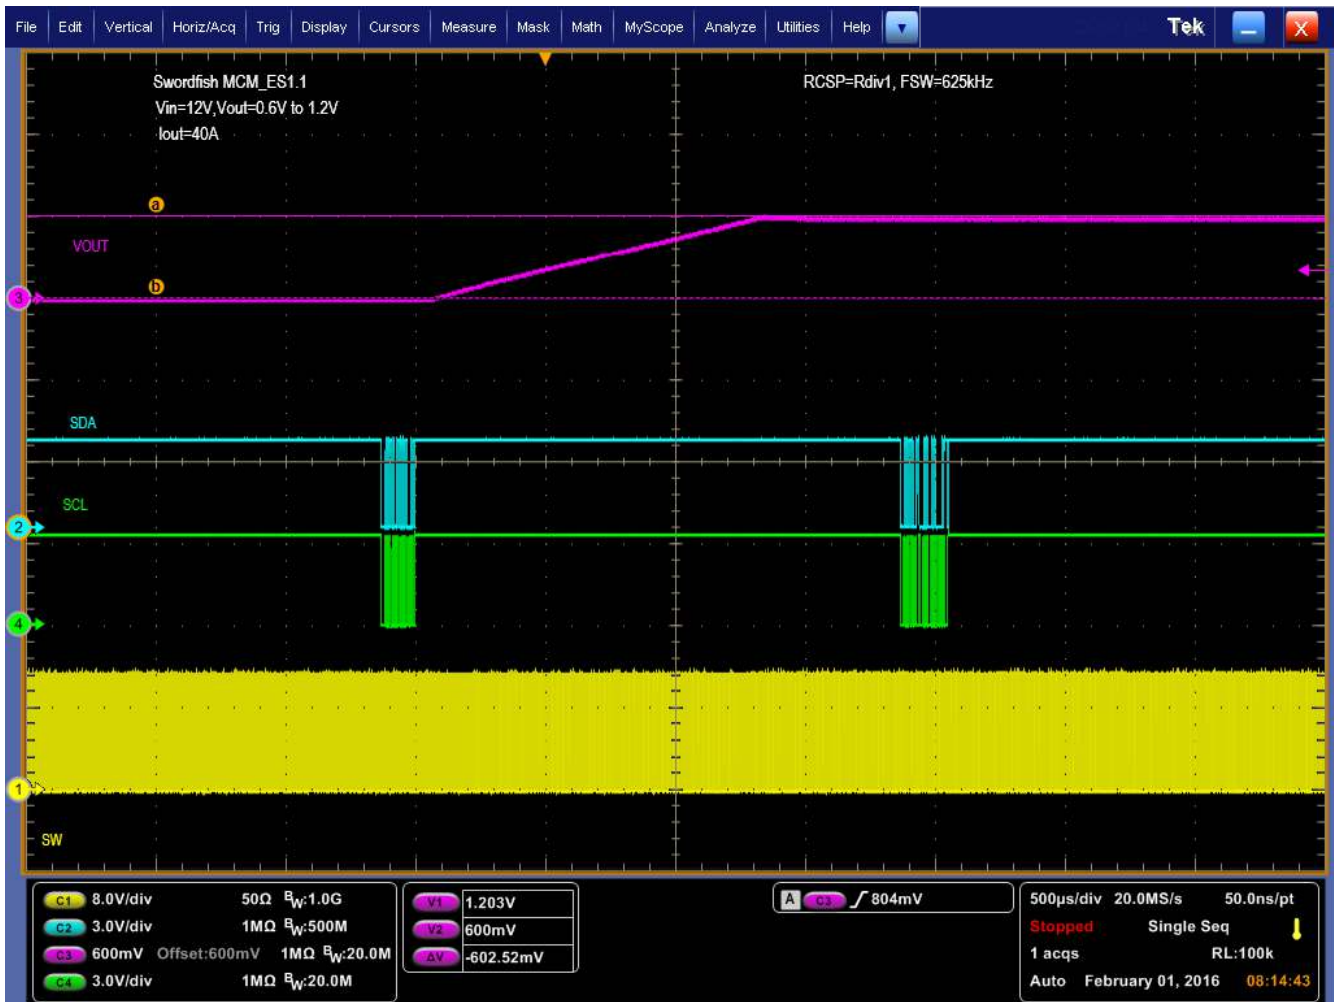 File Edit Vertical Horiz/Acq Trig Display Cursors Measure Mask Math MyScope Analyze Utilities Help Tek X
Swordfish MCM_ES1.1 RCSP=Rdiv1, FSW=625kHz
Vin=12V,Vout=0.6V to 1.2V
Iout=40A
a
VOUT
b
3
SDA
SCL
2
4
1
SW
C1 8.0V/div 50Ω BW:1.0G
C2 3.0V/div 1MΩ BW:500M
C3 600mV Offset:600mV 1MΩ BW:20.0M
C4 3.0V/div 1MΩ BW:20.0M
V1 1.203V
V2 600mV
ΔV -602.52mV
A C3 804mV
500µs/div 20.0MS/s 50.0ns/pt
Stopped Single Seq
1 acqs RL:100k
Auto February 01, 2016 08:14:43